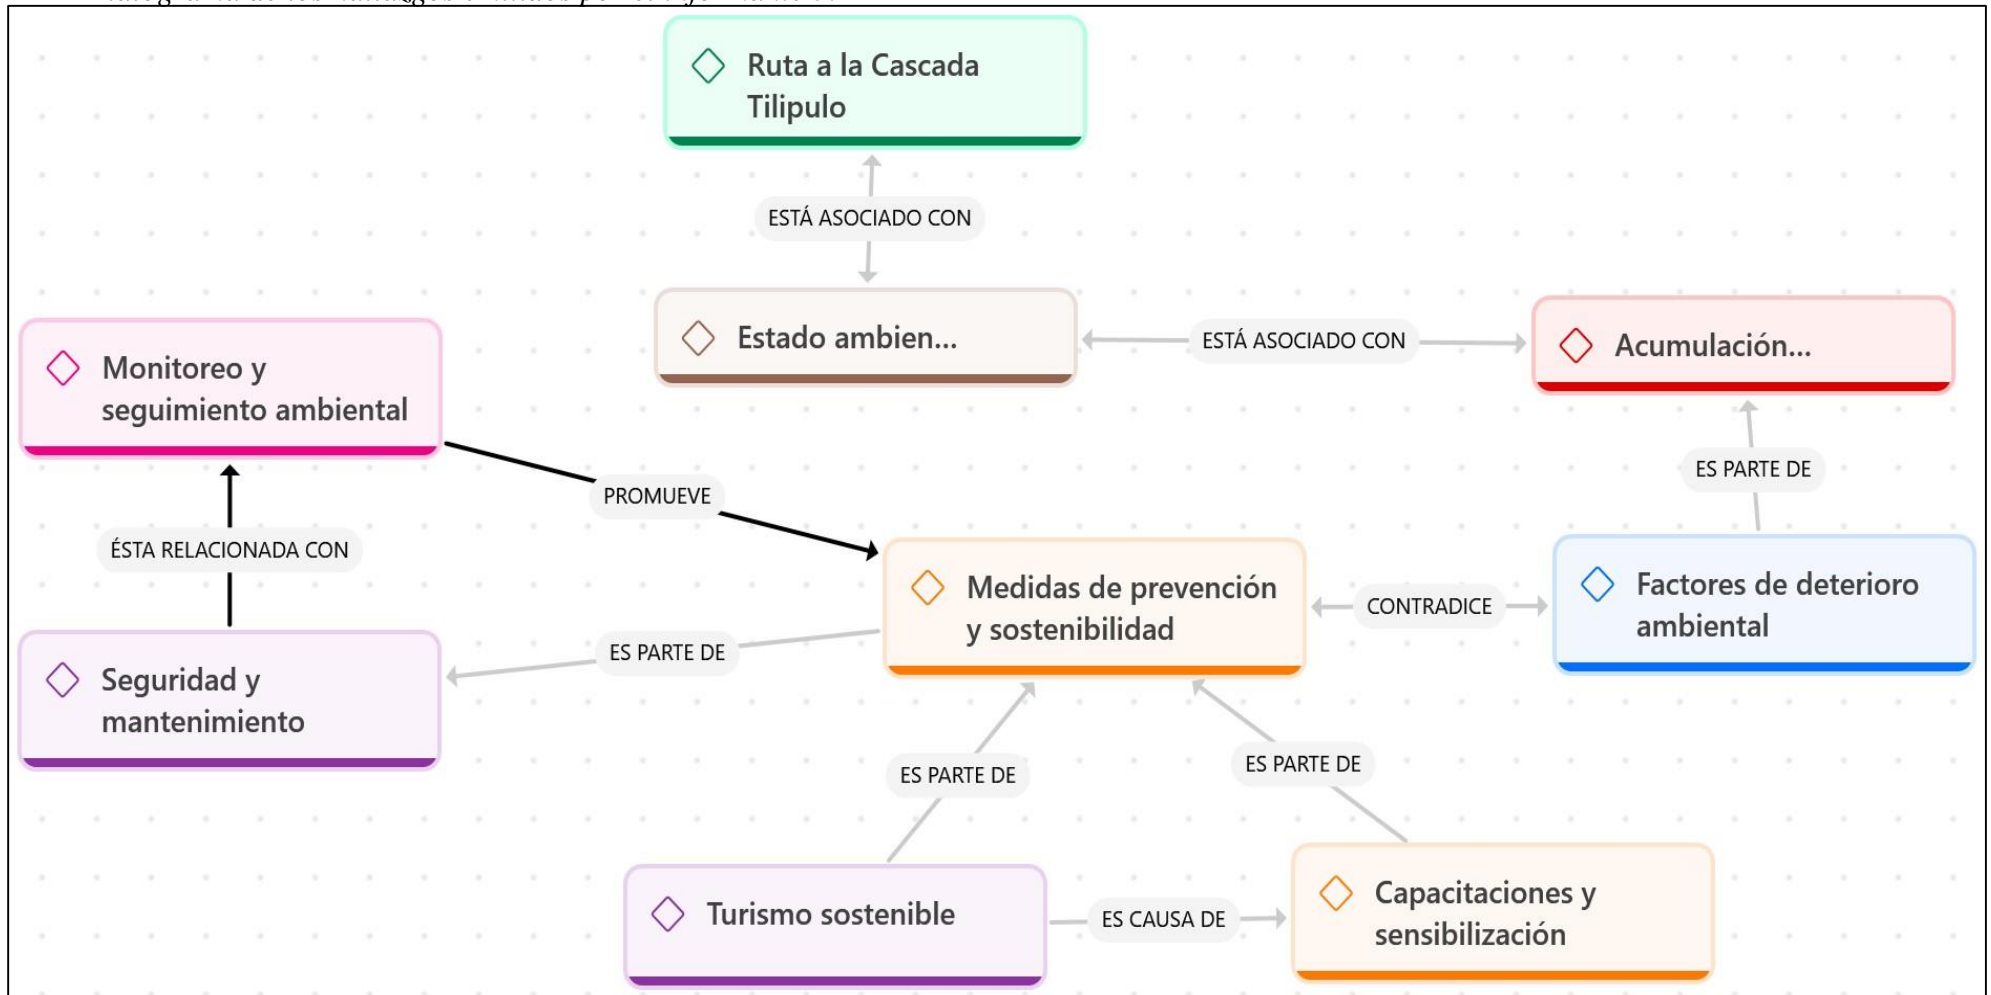 Ruta a la Cascada
Tilipulo
ESTÁ ASOCIADO CON
Estado ambien...
ESTÁ ASOCIADO CON
Acumulación...
Monitoreo y
seguimiento ambiental
ES PARTE DE
PROMUEVE
ÉSTA RELACIONADA CON
Medidas de prevención
y sostenibilidad
CONTRADICE
Factores de deterioro
ambiental
ES PARTE DE
Seguridad y
mantenimiento
ES PARTE DE
ES PARTE DE
Turismo sostenible
ES CAUSA DE
Capacitaciones y
sensibilización